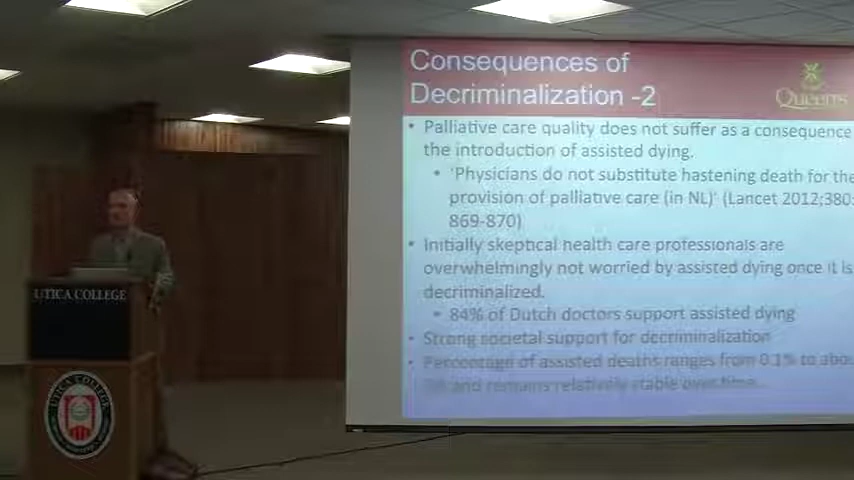 Consequences of
Decriminalization -2
Queen's
• Palliative care quality does not suffer as a consequence
the introduction of assisted dying.
• 'Physicians do not substitute hastening death for the
provision of palliative care (in NL)' (Lancet 2012;380:
869-870)
• Initially skeptical health care professionals are
overwhelmingly not worried by assisted dying once it is
decriminalized.
• 84% of Dutch doctors support assisted dying
• Strong societal support for decriminalization
• Percentage of assisted deaths ranges from 0.1% to abou
and remains relatively stable over time.
UTICA COLLEGE
UTICA COLLEGE